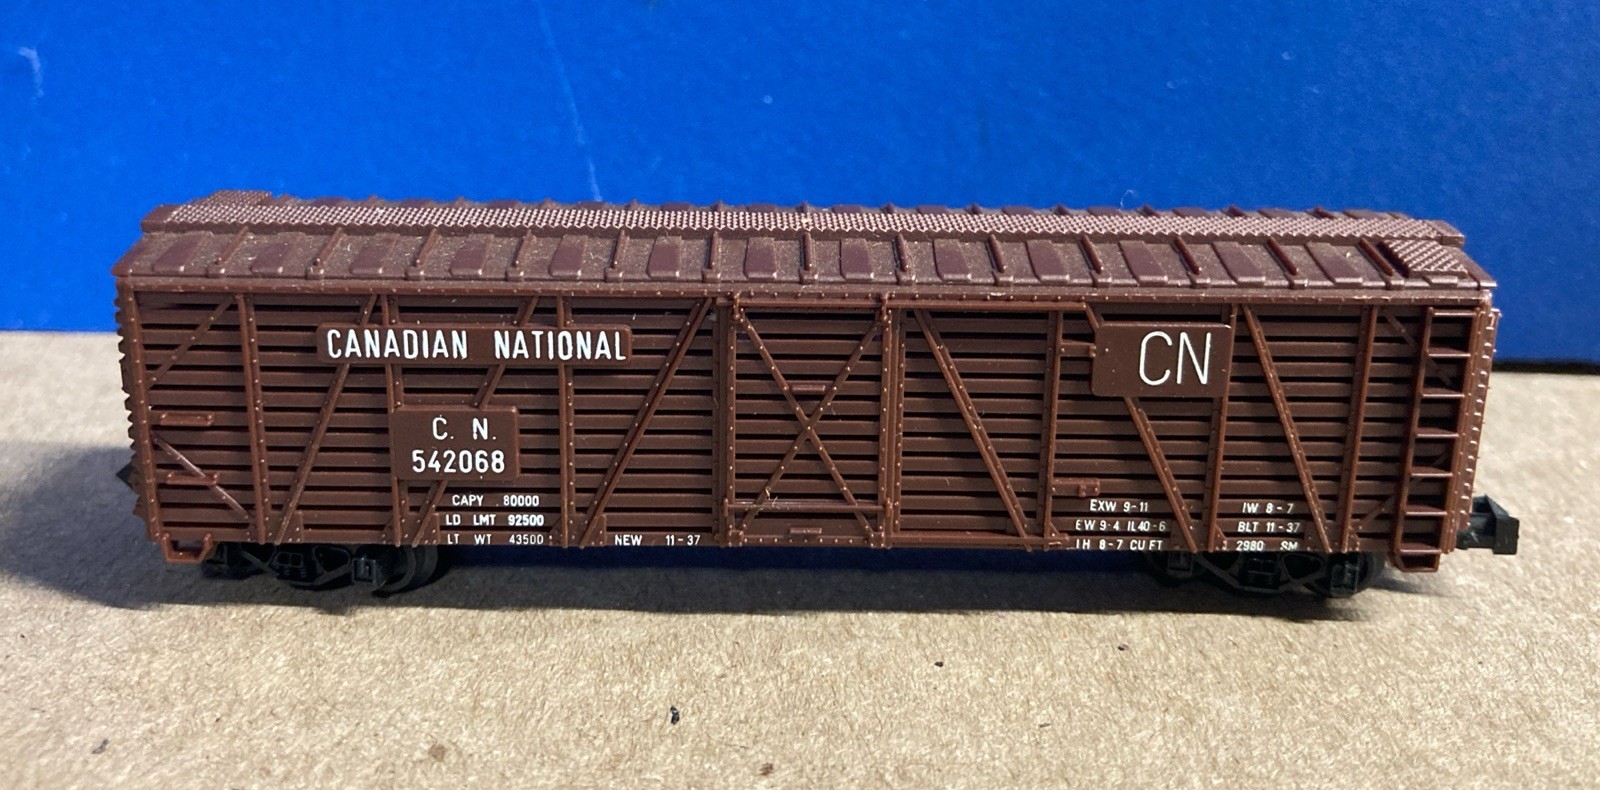 CANADIAN NATIONAL
CN
C. N.
542068
CAPY 80000
LD LMT 92500
LT WT 43500
NEW 11-37
EXW 9-11 IW 8-7
EW 9-4 IL 40-6 BLT 11-37
IH 8-7 CU FT 2980 SM